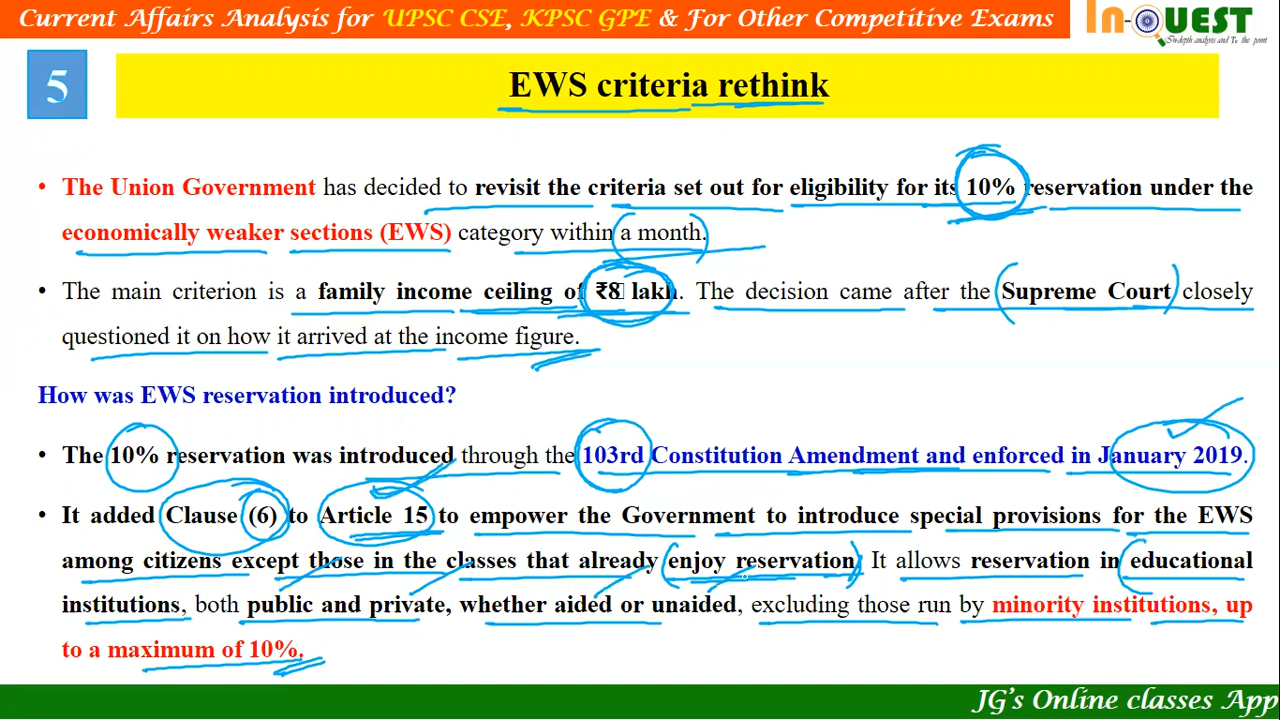 Current Affairs Analysis for UPSC CSE, KPSC GPE & For Other Competitive Exams
In-QUEST
In-depth analysis and To the point
5
EWS criteria rethink
• The Union Government has decided to revisit the criteria set out for eligibility for its 10% reservation under the
economically weaker sections (EWS) category within a month.
• The main criterion is a family income ceiling of ₹8 lakh. The decision came after the Supreme Court closely
questioned it on how it arrived at the income figure.
How was EWS reservation introduced?
• The 10% reservation was introduced through the 103rd Constitution Amendment and enforced in January 2019.
• It added Clause (6) to Article 15 to empower the Government to introduce special provisions for the EWS
among citizens except those in the classes that already enjoy reservation. It allows reservation in educational
institutions, both public and private, whether aided or unaided, excluding those run by minority institutions, up
to a maximum of 10%.
JG's Online classes App